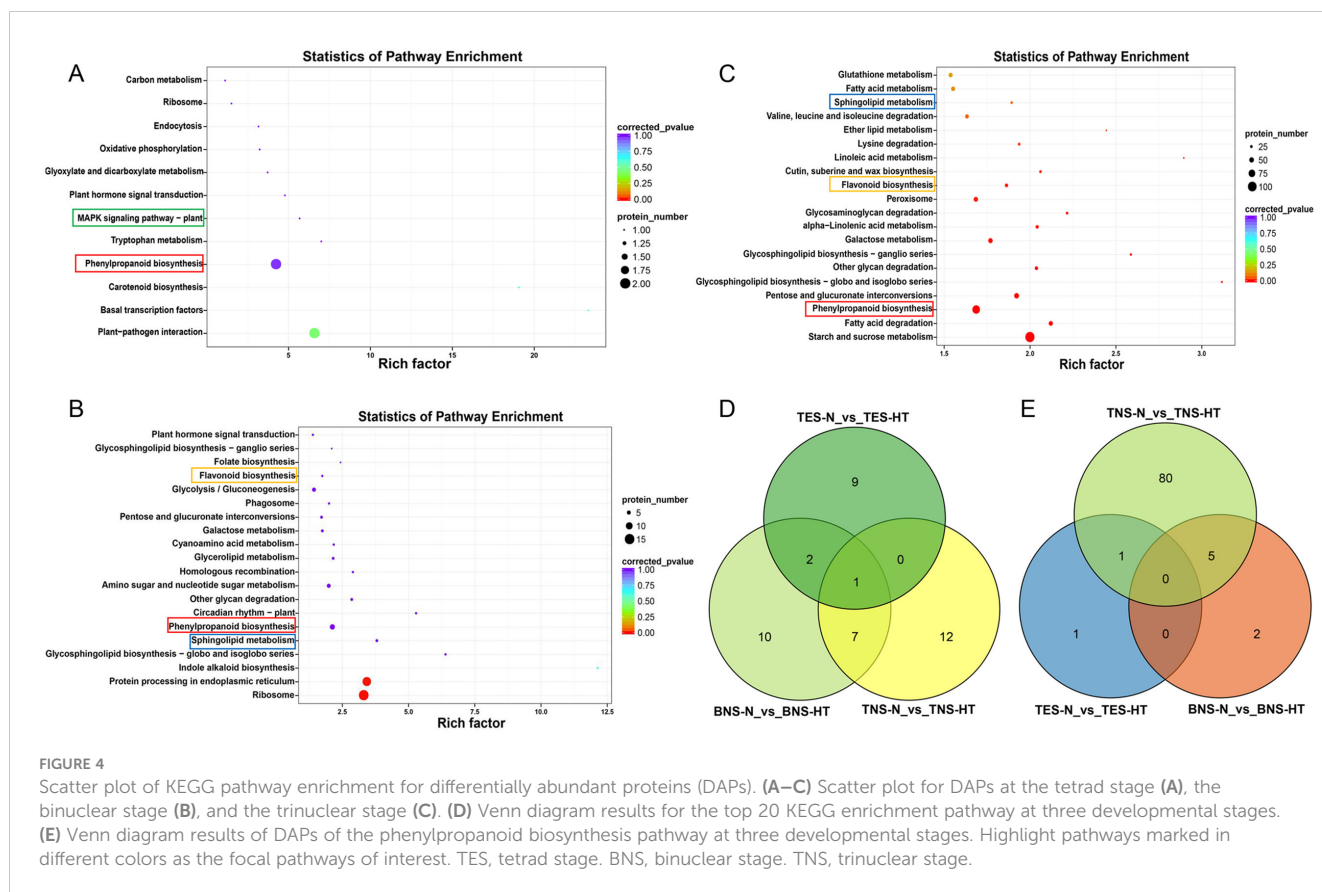 A
Statistics of Pathway Enrichment
Carbon metabolism
Ribosome
Endocytosis
Oxidative phosphorylation
Glyoxylate and dicarboxylate metabolism
Plant hormone signal transduction
MAPK signaling pathway − plant
Tryptophan metabolism
Phenylpropanoid biosynthesis
Carotenoid biosynthesis
Basal transcription factors
Plant−pathogen interaction
5 10 15 20
Rich factor
corrected_pvalue
1.00
0.75
0.50
0.25
0.00
protein_number
1.00
1.25
1.50
1.75
2.00
B
Statistics of Pathway Enrichment
Plant hormone signal transduction
Glycosphingolipid biosynthesis − ganglio series
Folate biosynthesis
Flavonoid biosynthesis
Glycolysis / Gluconeogenesis
Phagosome
Pentose and glucuronate interconversions
Galactose metabolism
Cyanoamino acid metabolism
Glycerolipid metabolism
Homologous recombination
Amino sugar and nucleotide sugar metabolism
Other glycan degradation
Circadian rhythm − plant
Phenylpropanoid biosynthesis
Sphingolipid metabolism
Glycosphingolipid biosynthesis − globo and isoglobo series
Indole alkaloid biosynthesis
Protein processing in endoplasmic reticulum
Ribosome
2.5 5.0 7.5 10.0 12.5
Rich factor
protein_number
5
10
15
corrected_pvalue
1.00
0.75
0.50
0.25
0.00
C
Statistics of Pathway Enrichment
Glutathione metabolism
Fatty acid metabolism
Sphingolipid metabolism
Valine, leucine and isoleucine degradation
Ether lipid metabolism
Lysine degradation
Linoleic acid metabolism
Cutin, suberine and wax biosynthesis
Flavonoid biosynthesis
Peroxisome
Glycosaminoglycan degradation
alpha−Linolenic acid metabolism
Galactose metabolism
Glycosphingolipid biosynthesis − ganglio series
Other glycan degradation
Glycosphingolipid biosynthesis − globo and isoglobo series
Pentose and glucuronate interconversions
Phenylpropanoid biosynthesis
Fatty acid degradation
Starch and sucrose metabolism
1.5 2.0 2.5 3.0
Rich factor
protein_number
25
50
75
100
corrected_pvalue
1.00
0.75
0.50
0.25
0.00
D
TES-N_vs_TES-HT
9
2
0
1
10
7
12
BNS-N_vs_BNS-HT
TNS-N_vs_TNS-HT
E
TNS-N_vs_TNS-HT
80
1
5
0
1
0
2
TES-N_vs_TES-HT
BNS-N_vs_BNS-HT
FIGURE 4
Scatter plot of KEGG pathway enrichment for differentially abundant proteins (DAPs). (A–C) Scatter plot for DAPs at the tetrad stage (A), the
binuclear stage (B), and the trinuclear stage (C). (D) Venn diagram results for the top 20 KEGG enrichment pathway at three developmental stages.
(E) Venn diagram results of DAPs of the phenylpropanoid biosynthesis pathway at three developmental stages. Highlight pathways marked in
different colors as the focal pathways of interest. TES, tetrad stage. BNS, binuclear stage. TNS, trinuclear stage.